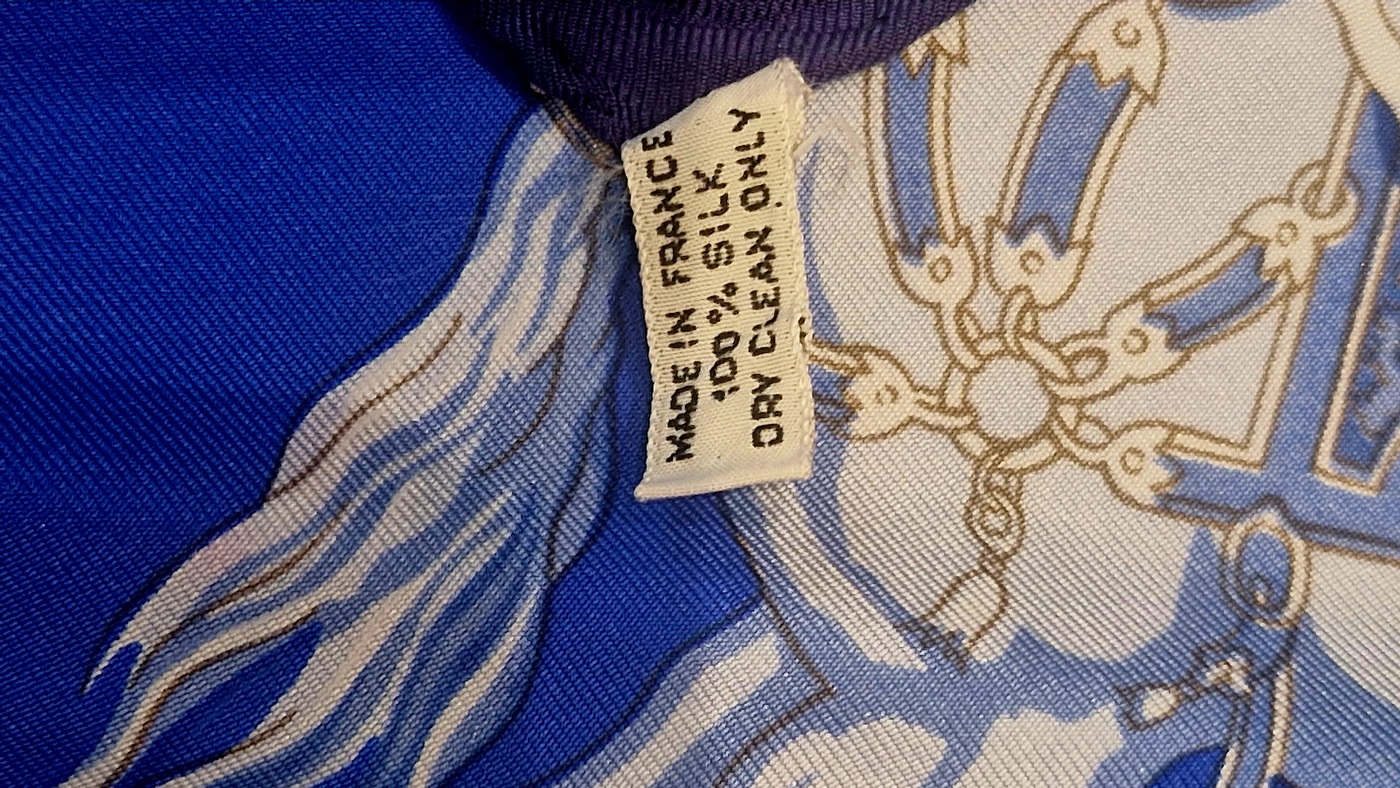 MADE IN FRANCE
100% SILK
DRY CLEAN ONLY